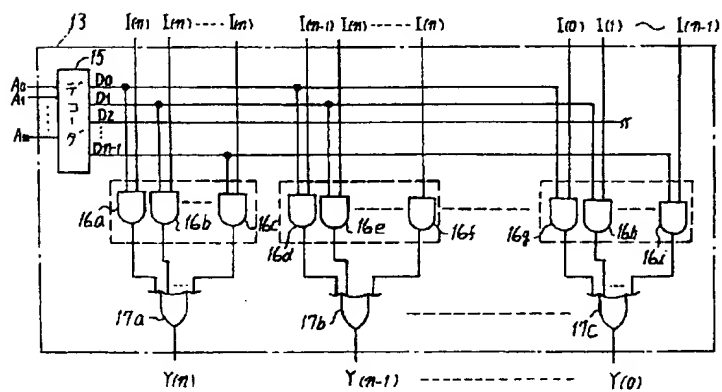 13
I(n) I(n) ---- I(n) I(n-1) I(n) ---- I(n) I(0) I(1) ～ I(n-1)
15
A0
A1
Am
デコーダ
D0
D1
D2
Dn-1
16a 16b 16c 16d 16e 16f 16g 16h 16i
17a 17b 17c
Y(n) Y(n-1) Y(0)